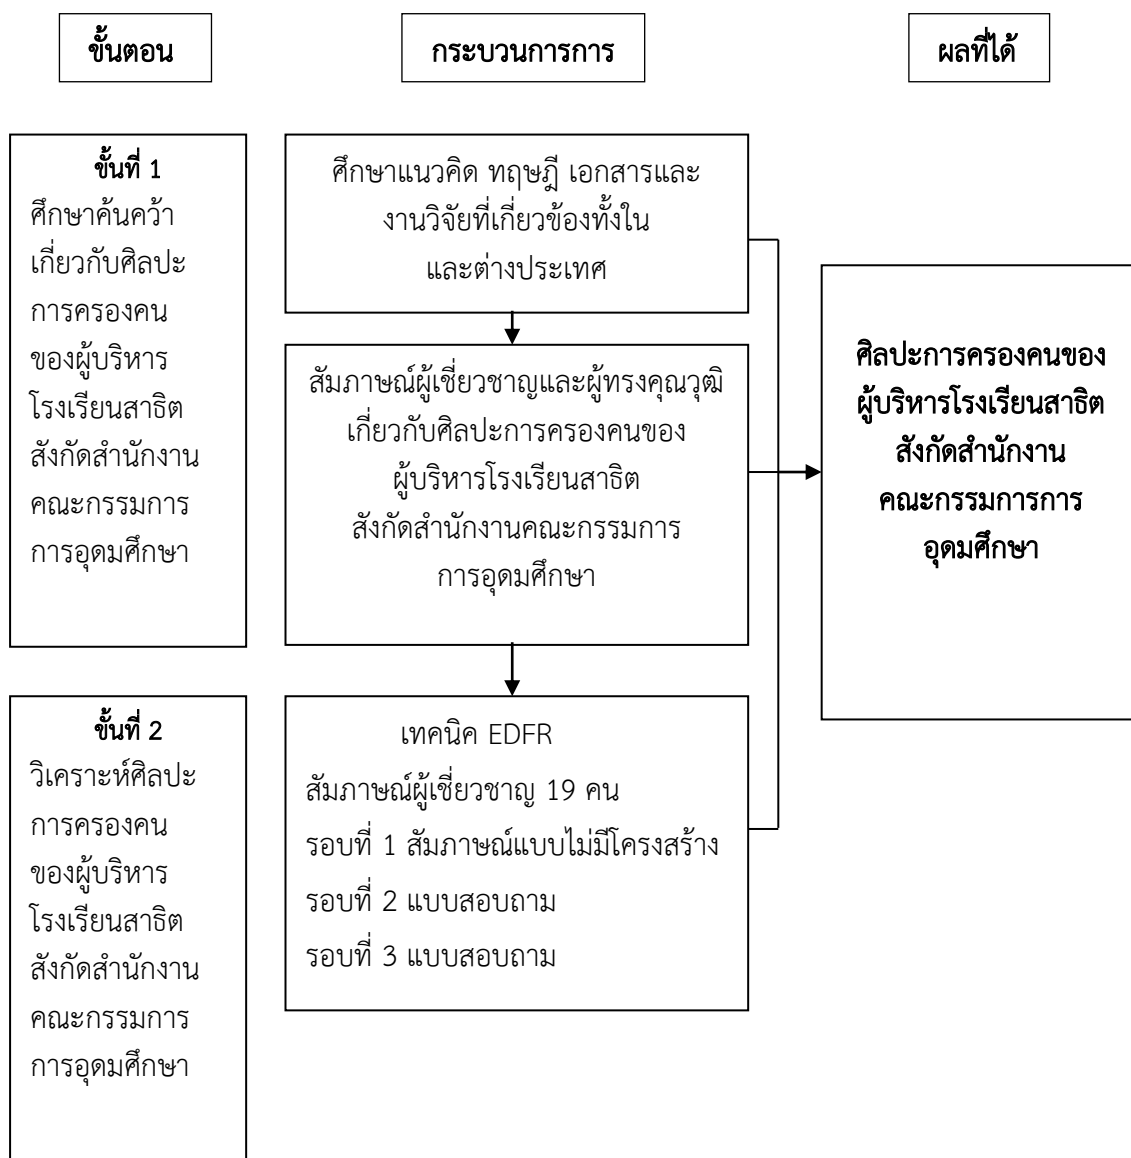 ขั้นตอน
กระบวนการการ
ผลที่ได้
ขั้นที่ 1
ศึกษาค้นคว้า
เกี่ยวกับศิลปะ
การครองคน
ของผู้บริหาร
โรงเรียนสาธิต
สังกัดสำนักงาน
คณะกรรมการ
การอุดมศึกษา
ศึกษาแนวคิด ทฤษฎี เอกสารและ
งานวิจัยที่เกี่ยวข้องทั้งใน
และต่างประเทศ
สัมภาษณ์ผู้เชี่ยวชาญและผู้ทรงคุณวุฒิ
เกี่ยวกับศิลปะการครองคนของ
ผู้บริหารโรงเรียนสาธิต
สังกัดสำนักงานคณะกรรมการ
การอุดมศึกษา
ศิลปะการครองคนของ
ผู้บริหารโรงเรียนสาธิต
สังกัดสำนักงาน
คณะกรรมการการ
อุดมศึกษา
ขั้นที่ 2
วิเคราะห์ศิลปะ
การครองคน
ของผู้บริหาร
โรงเรียนสาธิต
สังกัดสำนักงาน
คณะกรรมการ
การอุดมศึกษา
เทคนิค EDFR
สัมภาษณ์ผู้เชี่ยวชาญ 19 คน
รอบที่ 1 สัมภาษณ์แบบไม่มีโครงสร้าง
รอบที่ 2 แบบสอบถาม
รอบที่ 3 แบบสอบถาม